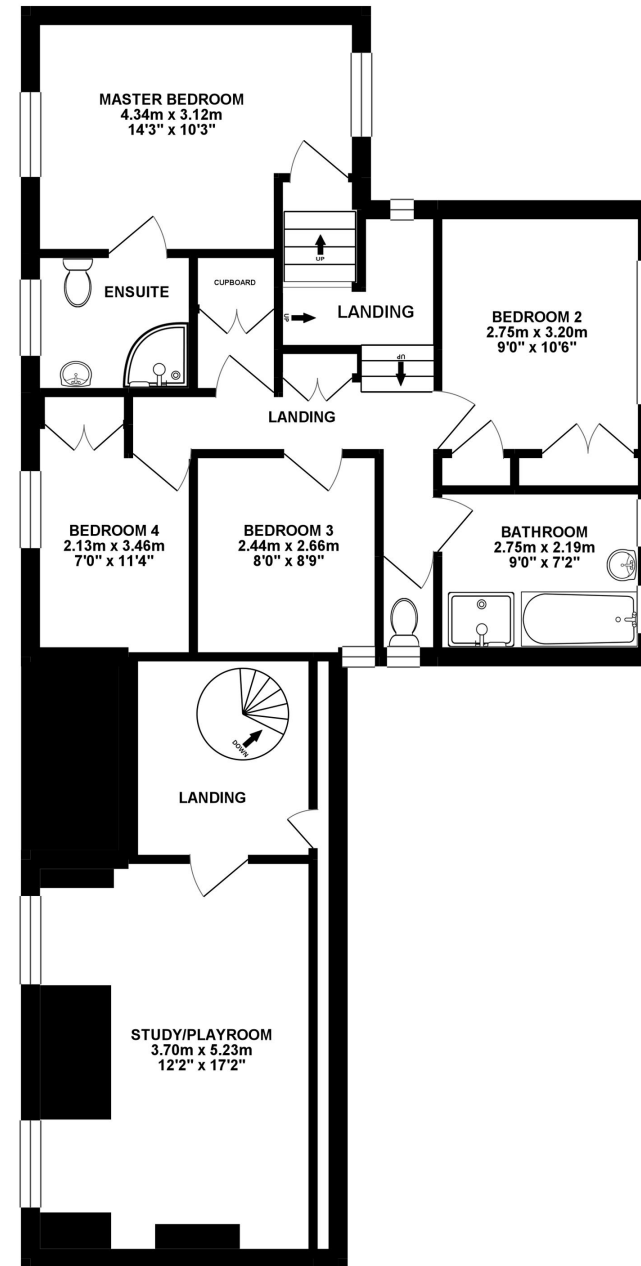 MASTER BEDROOM
4.34m x 3.12m
14'3" x 10'3"
UP
ENSUITE
CUPBOARD
UP
LANDING
BEDROOM 2
2.75m x 3.20m
9'0" x 10'6"
UP
LANDING
BEDROOM 4
2.13m x 3.46m
7'0" x 11'4"
BEDROOM 3
2.44m x 2.66m
8'0" x 8'9"
BATHROOM
2.75m x 2.19m
9'0" x 7'2"
DOWN
LANDING
STUDY/PLAYROOM
3.70m x 5.23m
12'2" x 17'2"